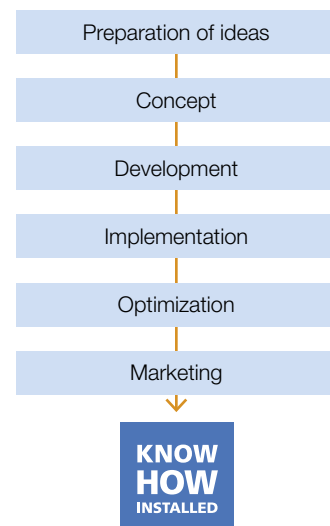 Preparation of ideas
Concept
Development
Implementation
Optimization
Marketing
KNOW
HOW
INSTALLED